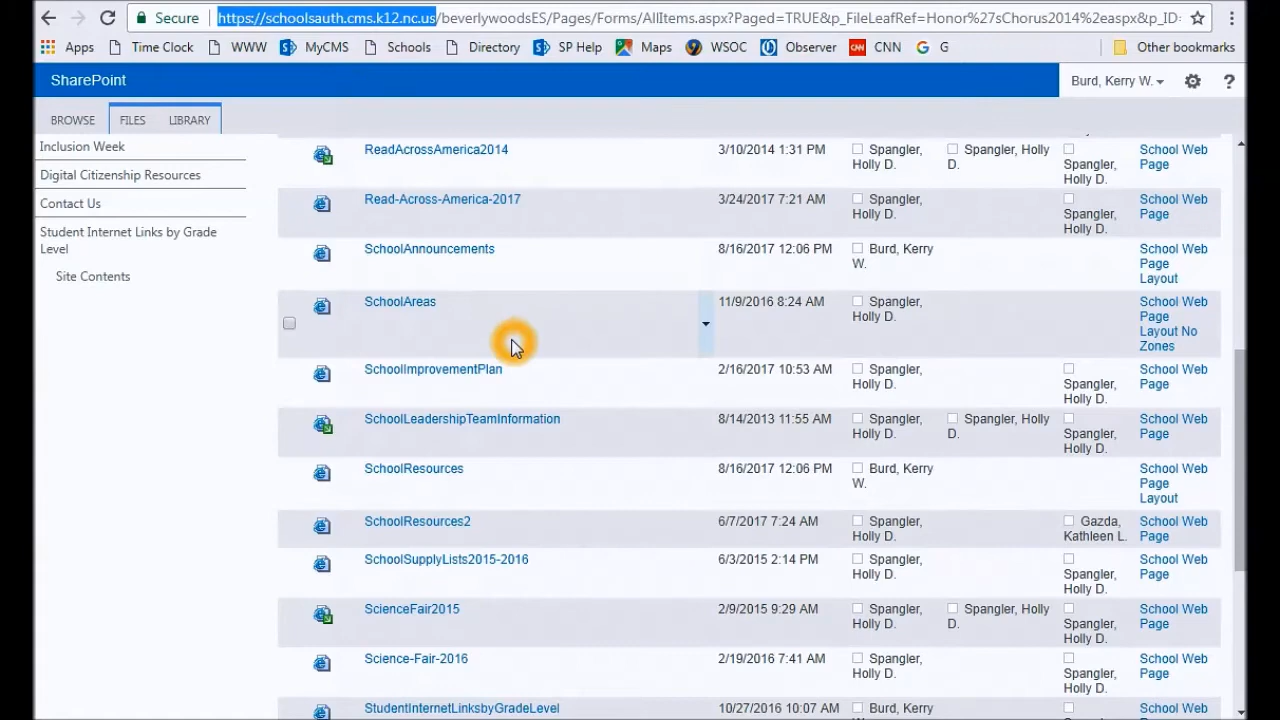 Secure https://schoolsauth.cms.k12.nc.us/beverlywoodsES/Pages/Forms/AllItems.aspx?Paged=TRUE&p_FileLeafRef=Honor%27sChorus2014%2easpx&p_ID=
Apps Time Clock WWW MyCMS Schools Directory SP Help Maps WSOC Observer CNN CNN G G Other bookmarks
SharePoint Burd, Kerry W. ?
BROWSE FILES LIBRARY
Inclusion Week
Digital Citizenship Resources
Contact Us
Student Internet Links by Grade
Level
Site Contents
ReadAcrossAmerica2014 3/10/2014 1:31 PM Spangler, Spangler, Holly School Web
Holly D. D. Spangler, Page
Holly D.
Read-Across-America-2017 3/24/2017 7:21 AM Spangler, School Web
Holly D. Spangler, Page
Holly D.
SchoolAnnouncements 8/16/2017 12:06 PM Burd, Kerry School Web
W. Page
Layout
SchoolAreas 11/9/2016 8:24 AM Spangler, School Web
Holly D. Page
Layout No
Zones
SchoolImprovementPlan 2/16/2017 10:53 AM Spangler, School Web
Holly D. Spangler, Page
Holly D.
SchoolLeadershipTeamInformation 8/14/2013 11:55 AM Spangler, Spangler, Holly School Web
Holly D. D. Spangler, Page
Holly D.
SchoolResources 8/16/2017 12:06 PM Burd, Kerry School Web
W. Page
Layout
SchoolResources2 6/7/2017 7:24 AM Spangler, Gazda, School Web
Holly D. Kathleen L. Page
SchoolSupplyLists2015-2016 6/3/2015 2:14 PM Spangler, School Web
Holly D. Spangler, Page
Holly D.
ScienceFair2015 2/9/2015 9:29 AM Spangler, Spangler, Holly School Web
Holly D. D. Spangler, Page
Holly D.
Science-Fair-2016 2/19/2016 7:41 AM Spangler, School Web
Holly D. Spangler, Page
Holly D.
StudentInternetLinksbyGradeLevel 10/27/2016 10:07 AM Burd, Kerry School Web